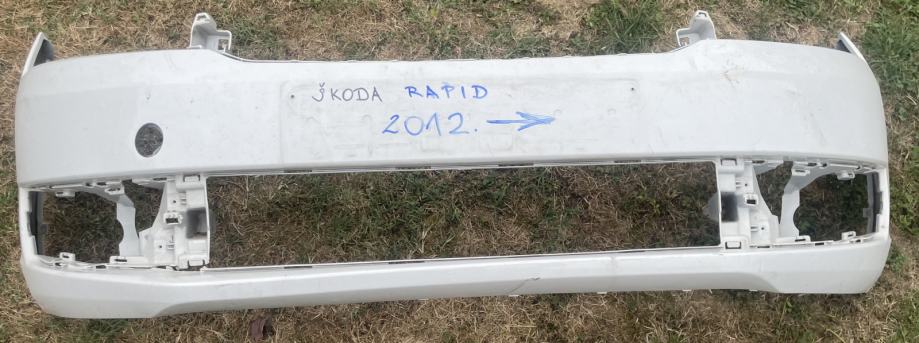 ŠKODA RAPID
2012. →